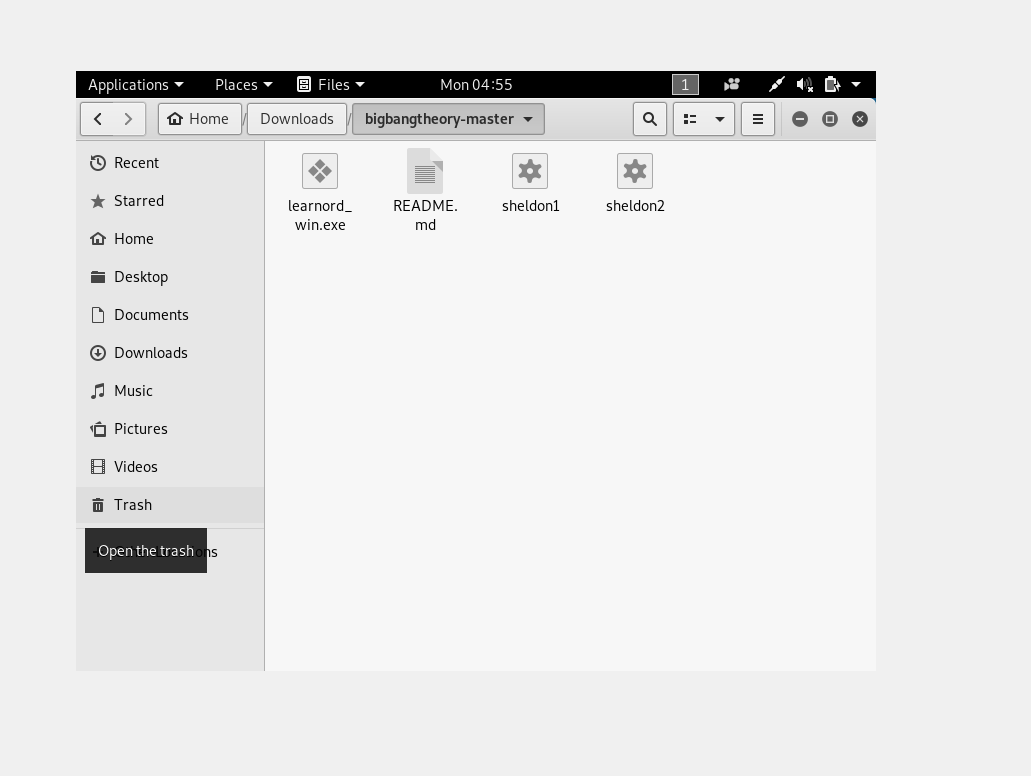 Applications Places Files Mon 04:55 1
Home / Downloads / bigbangtheory-master
Recent
Starred
Home
Desktop
Documents
Downloads
Music
Pictures
Videos
Trash
Open the trash
learnord_
win.exe
README.
md
sheldon1
sheldon2